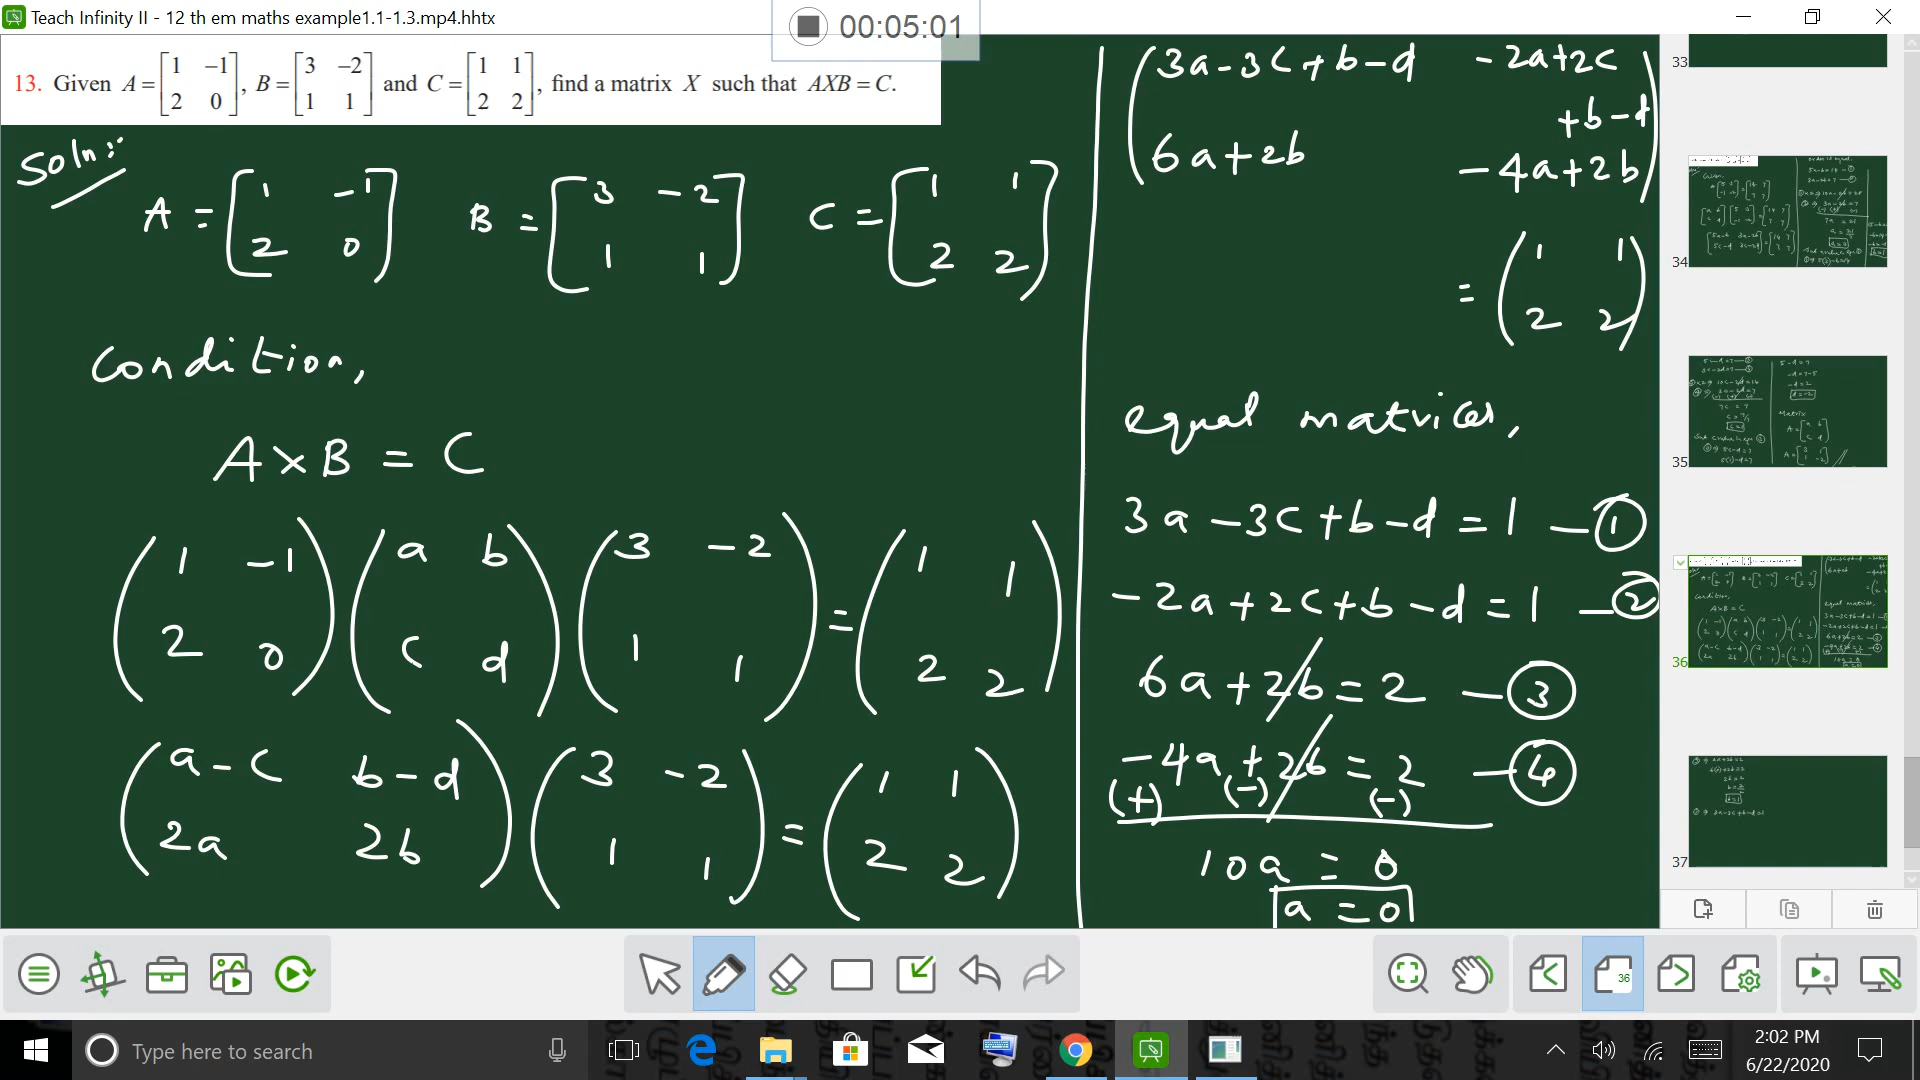 Teach Infinity II - 12 th em maths example1.1-1.3.mp4.hhtx
00:05:01
13. Given A = [1 -1; 2 0], B = [3 -2; 1 1] and C = [1 1; 2 2], find a matrix X such that AXB = C.
Soln:
A = [1 -1; 2 0] B = [3 -2; 1 1] C = [1 1; 2 2]
Condition,
A×B = C
(1 -1; 2 0) (a b; c d) (3 -2; 1 1) = (1 1; 2 2)
(a-c b-d; 2a 2b) (3 -2; 1 1) = (1 1; 2 2)
(3a-3c+b-d -2a+2c+b-d; 6a+2b -4a+2b)
= (1 1; 2 2)
equal matrices,
3a-3c+b-d = 1 —①
-2a+2c+b-d = 1 —②
6a+2b = 2 —③
-4a+2b = 2 —④
(+) (-) (-)
10a = 0
a = 0
33
34
35
36
37
36
Type here to search
2:02 PM
6/22/2020